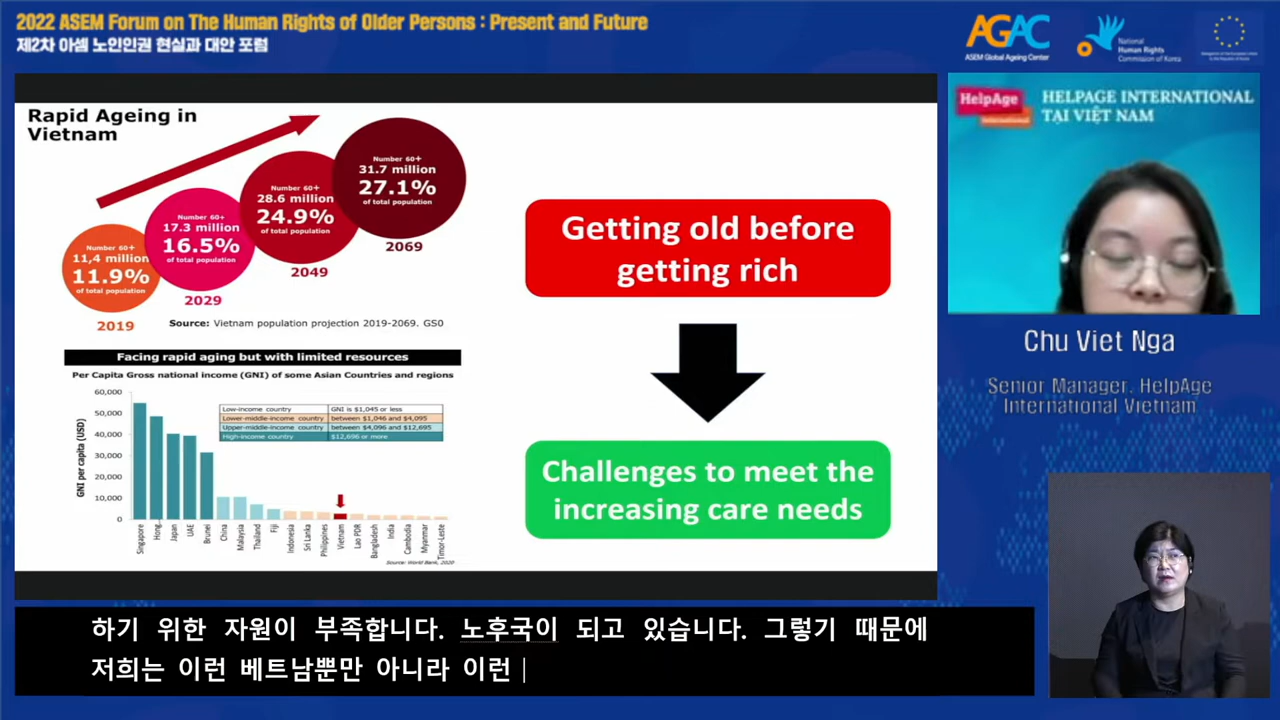 2022 ASEM Forum on The Human Rights of Older Persons : Present and Future
제2차 아셈 노인인권 현실과 대안 포럼
AGAC
ASEM Global Ageing Center
National
Human Rights
Commission of Korea
Rapid Ageing in
Vietnam
Number 60+
11,4 million
11.9%
of total population
2019
Number 60+
17.3 million
16.5%
of total population
2029
Number 60+
28.6 million
24.9%
of total population
2049
Number 60+
31.7 million
27.1%
of total population
2069
Source: Vietnam population projection 2019-2069. GS0
Facing rapid aging but with limited resources
Per Capita Gross national income (GNI) of some Asian Countries and regions
GNI per capita (USD)
60,000
50,000
40,000
30,000
20,000
10,000
0
Low-income country GNI is $1,045 or less
Lower-middle-income country between $1,046 and $4,095
Upper-middle-income country between $4,096 and $12,695
High-income country $12,696 or more
Singapore
Hong
Japan
UAE
Brunei
China
Malaysia
Thailand
Fiji
Indonesia
Sri Lanka
Philippines
Vietnam
Lao PDR
Bangladesh
India
Cambodia
Myanmar
Timor-Leste
Source: World Bank, 2020
Getting old before
getting rich
Challenges to meet the
increasing care needs
HelpAge
International
HELPAGE INTERNATIONAL
TẠI VIỆT NAM
Chu Viet Nga
Senior Manager, HelpAge
International Vietnam
하기 위한 자원이 부족합니다. 노후국이 되고 있습니다. 그렇기 때문에
저희는 이런 베트남뿐만 아니라 이런